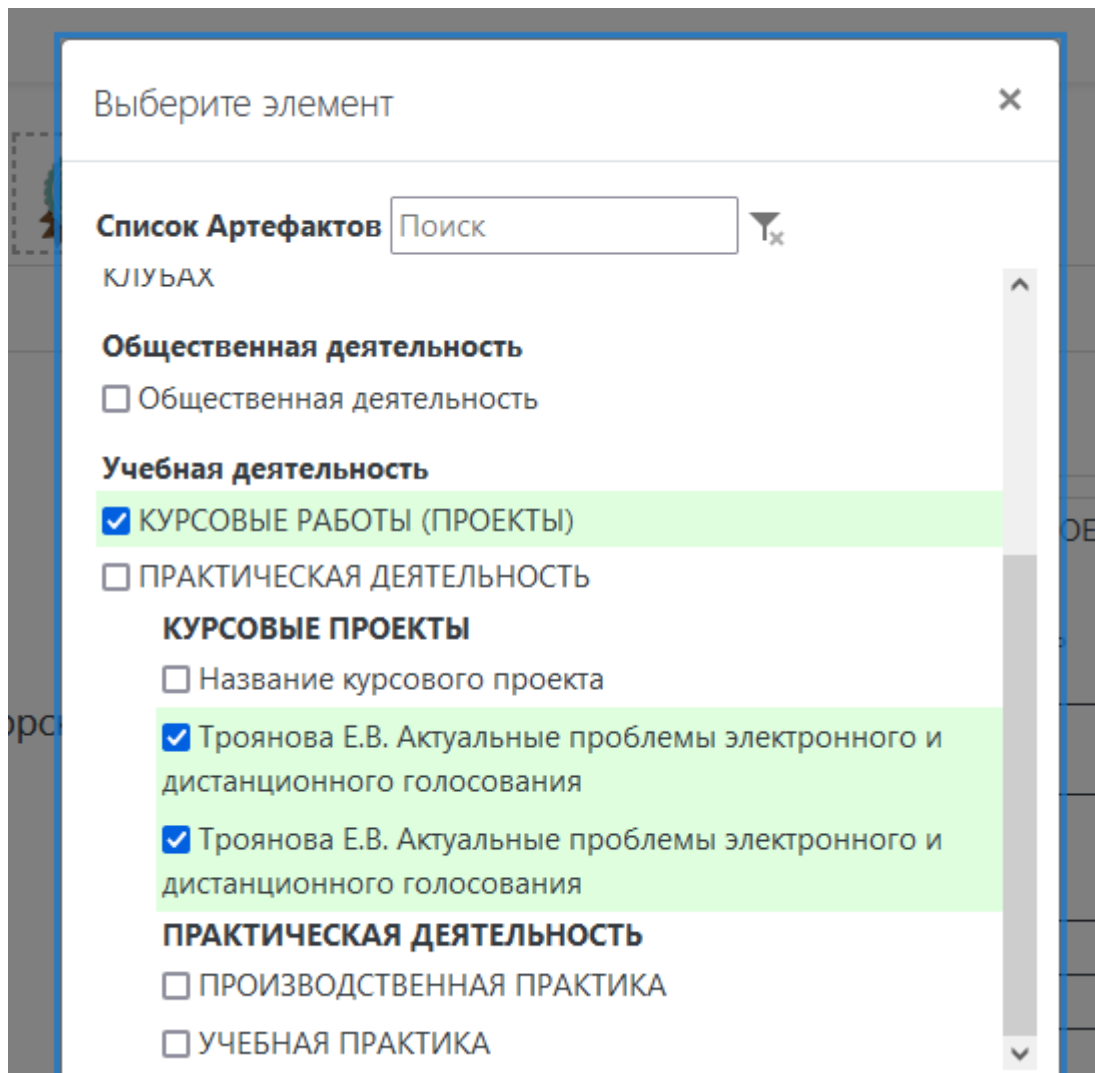 Выберите элемент
Список Артефактов Поиск
КЛУБАХ
Общественная деятельность
Общественная деятельность
Учебная деятельность
КУРСОВЫЕ РАБОТЫ (ПРОЕКТЫ)
ПРАКТИЧЕСКАЯ ДЕЯТЕЛЬНОСТЬ
КУРСОВЫЕ ПРОЕКТЫ
Название курсового проекта
Троянова Е.В. Актуальные проблемы электронного и
дистанционного голосования
Троянова Е.В. Актуальные проблемы электронного и
дистанционного голосования
ПРАКТИЧЕСКАЯ ДЕЯТЕЛЬНОСТЬ
ПРОИЗВОДСТВЕННАЯ ПРАКТИКА
УЧЕБНАЯ ПРАКТИКА